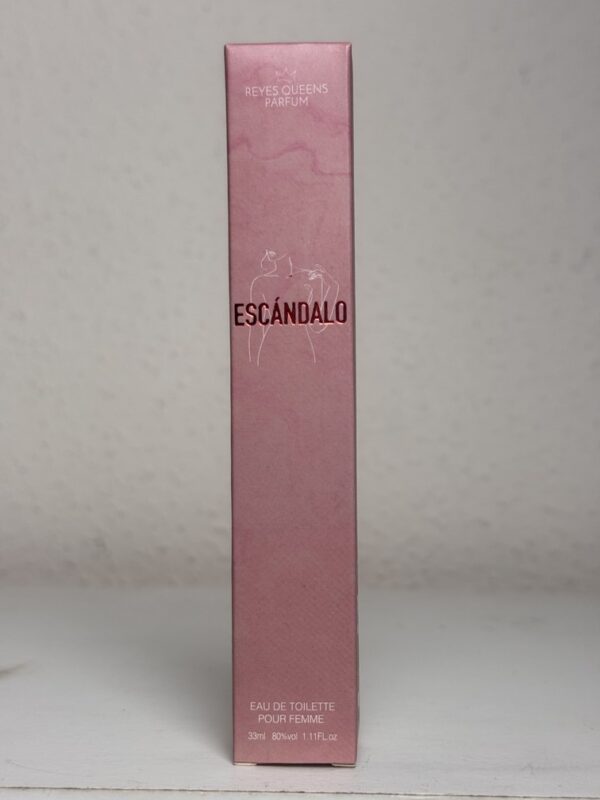 REYES QUEENS
PARFUM
ESCÁNDALO
EAU DE TOILETTE
POUR FEMME
33ml 80%vol 1.11FL.oz